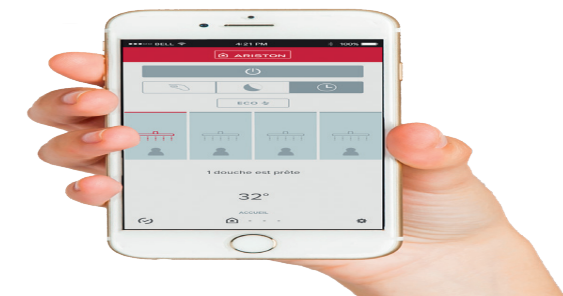 BELL 4:21 PM 100%
ARISTON
ECO
1 douche est prête
32°
ACCUEIL